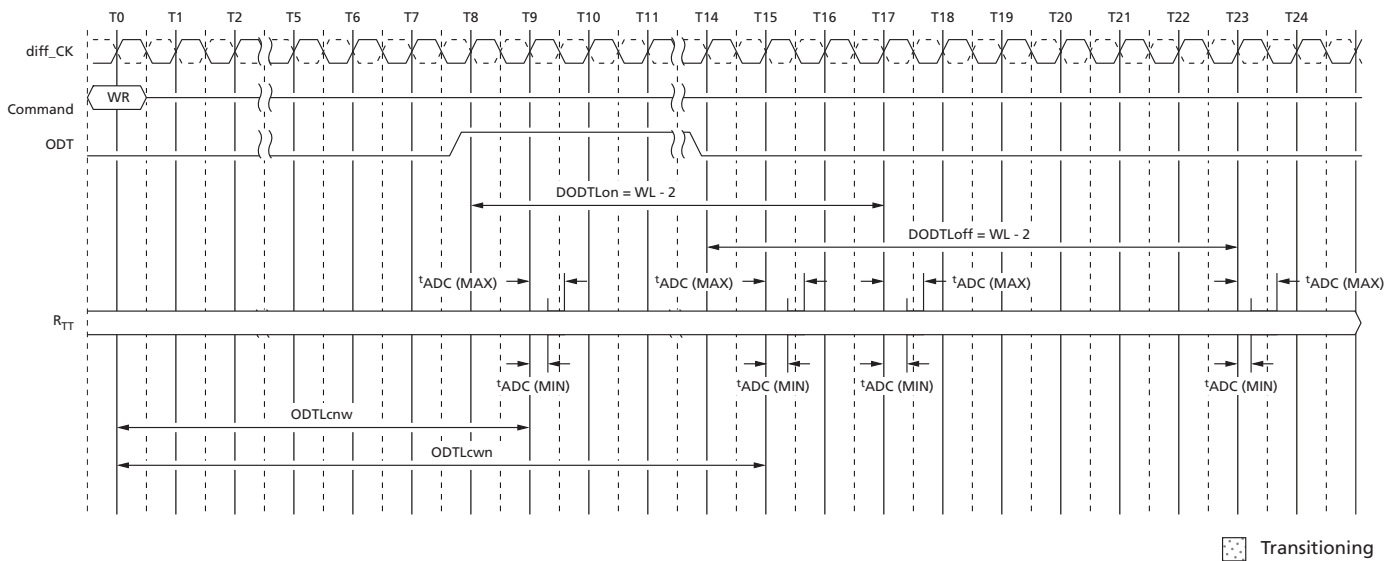 T0 T1 T2 T5 T6 T7 T8 T9 T10 T11 T14 T15 T16 T17 T18 T19 T20 T21 T22 T23 T24
diff_CK
WR
Command
ODT
DODTLon = WL - 2
DODTLoff = WL - 2
tADC (MAX) tADC (MAX) tADC (MAX) tADC (MAX)
RTT
tADC (MIN) tADC (MIN) tADC (MIN) tADC (MIN)
ODTLcnw
ODTLcwn
Transitioning